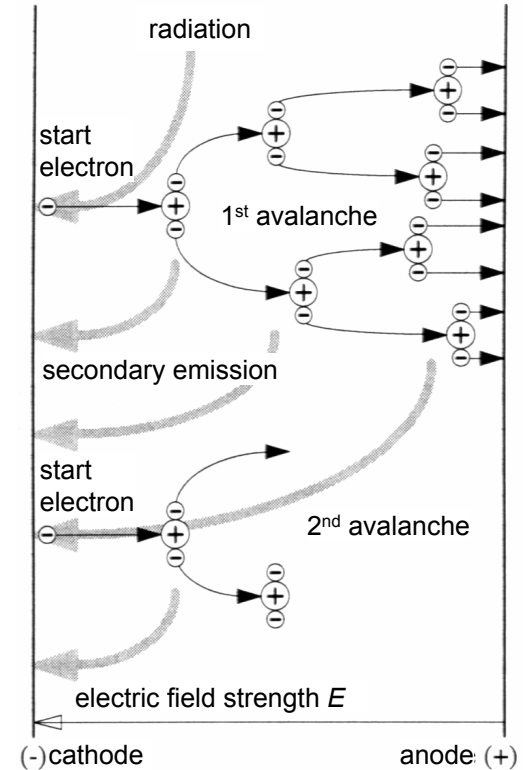 radiation
start
electron
1st avalanche
secondary emission
start
electron
2nd avalanche
electric field strength E
(-) cathode
anode (+)